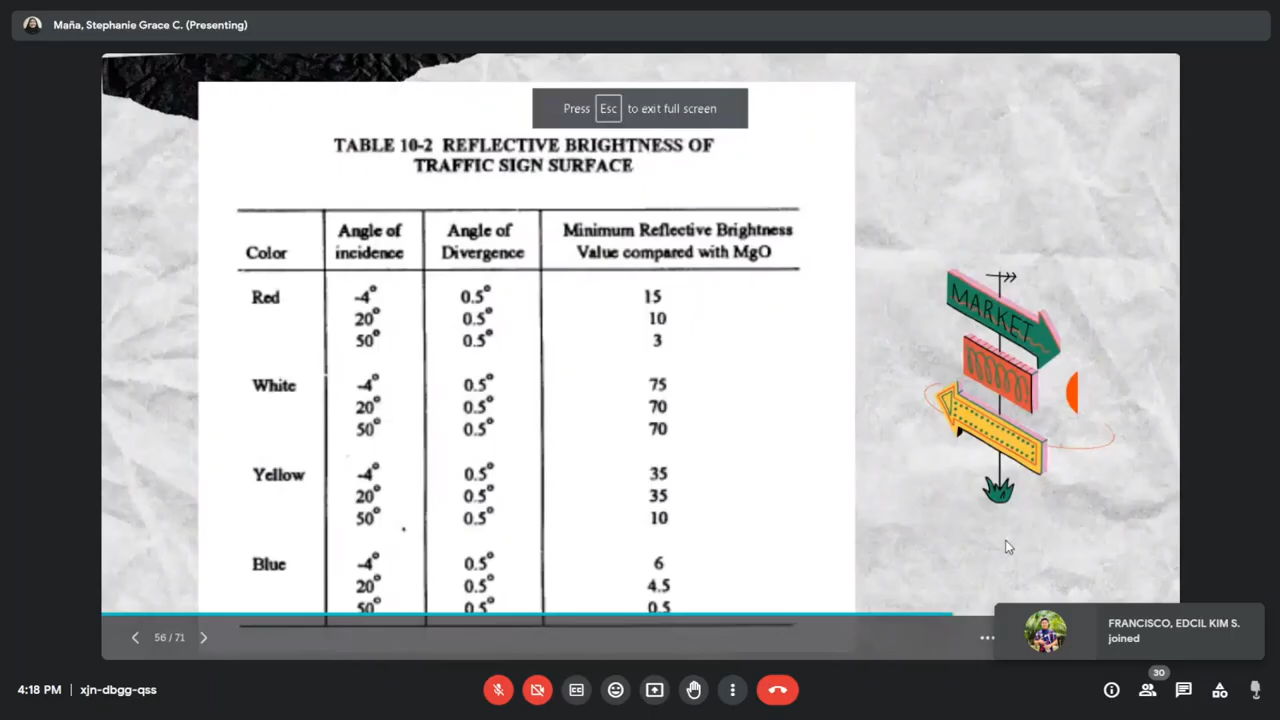 Maña, Stephanie Grace C. (Presenting)
Press Esc to exit full screen
TABLE 10-2 REFLECTIVE BRIGHTNESS OF
TRAFFIC SIGN SURFACE
Color Angle of incidence Angle of Divergence Minimum Reflective Brightness Value compared with MgO
Red -4° 0.5° 15
20° 0.5° 10
50° 0.5° 3
White -4° 0.5° 75
20° 0.5° 70
50° 0.5° 70
Yellow -4° 0.5° 35
20° 0.5° 35
50° 0.5° 10
Blue -4° 0.5° 6
20° 0.5° 4.5
50° 0.5° 0.5
MARKET
56 / 71
FRANCISCO, EDCIL KIM S.
joined
4:18 PM | xjn-dbgg-qss
30